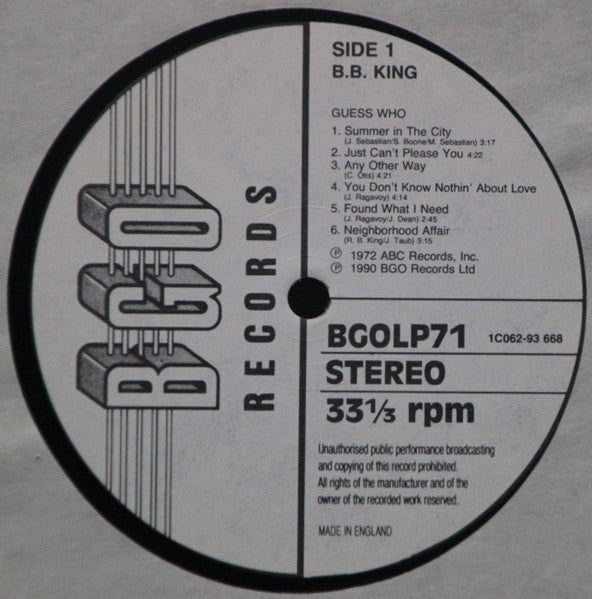 BGO
RECORDS
SIDE 1
B.B. KING
GUESS WHO
1. Summer in The City
(J. Sebastian/S. Boone/M. Sebastian) 3:17
2. Just Can't Please You 4:22
3. Any Other Way
(C. Otis) 4:21
4. You Don't Know Nothin' About Love
(J. Ragavoy) 4:14
5. Found What I Need
(J. Ragavoy/J. Dean) 2:45
6. Neighborhood Affair
(R. B. King/J. Taub) 3:15
℗ 1972 ABC Records, Inc.
℗ 1990 BGO Records Ltd
BGOLP71 1C062-93 668
STEREO
33⅓ rpm
Unauthorised public performance broadcasting
and copying of this record prohibited.
All rights of the manufacturer and of the
owner of the recorded work reserved.
MADE IN ENGLAND